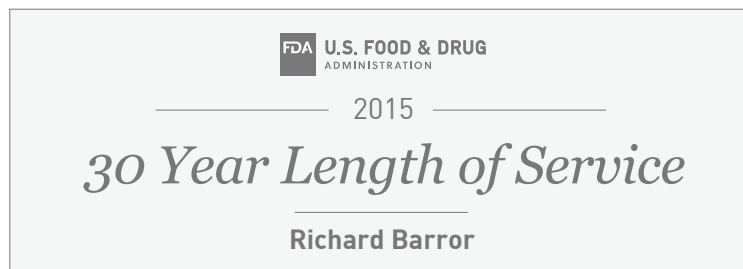 FDA U.S. FOOD & DRUG
ADMINISTRATION
2015
30 Year Length of Service
Richard Barror